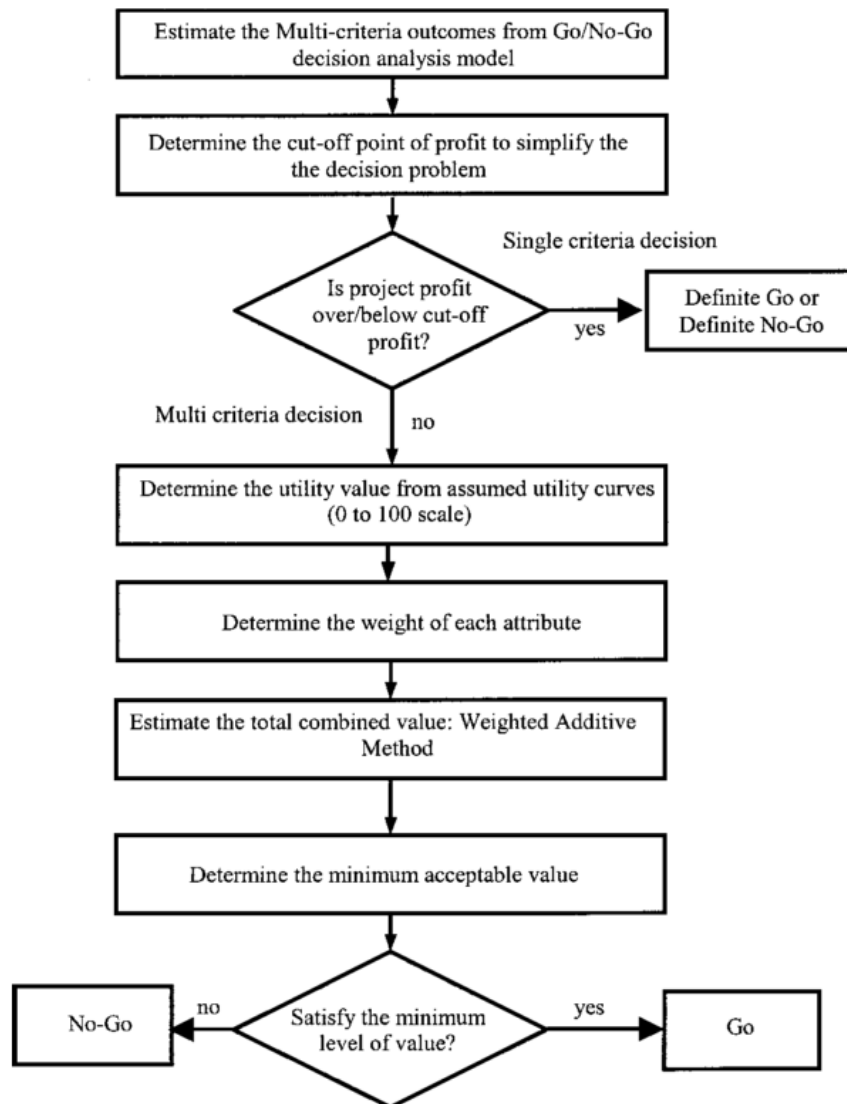 Estimate the Multi-criteria outcomes from Go/No-Go
decision analysis model
Determine the cut-off point of profit to simplify the
the decision problem
Single criteria decision
Is project profit
over/below cut-off
profit?
yes
Definite Go or
Definite No-Go
Multi criteria decision
no
Determine the utility value from assumed utility curves
(0 to 100 scale)
Determine the weight of each attribute
Estimate the total combined value: Weighted Additive
Method
Determine the minimum acceptable value
No-Go
no
Satisfy the minimum
level of value?
yes
Go